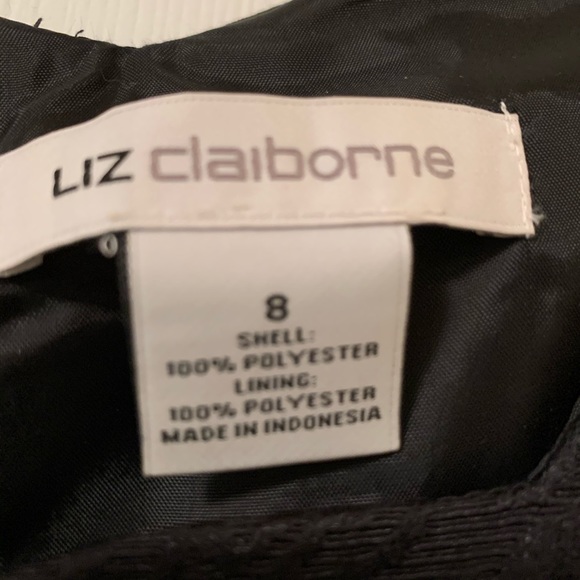 LIZ claiborne
8
SHELL:
100% POLYESTER
LINING:
100% POLYESTER
MADE IN INDONESIA